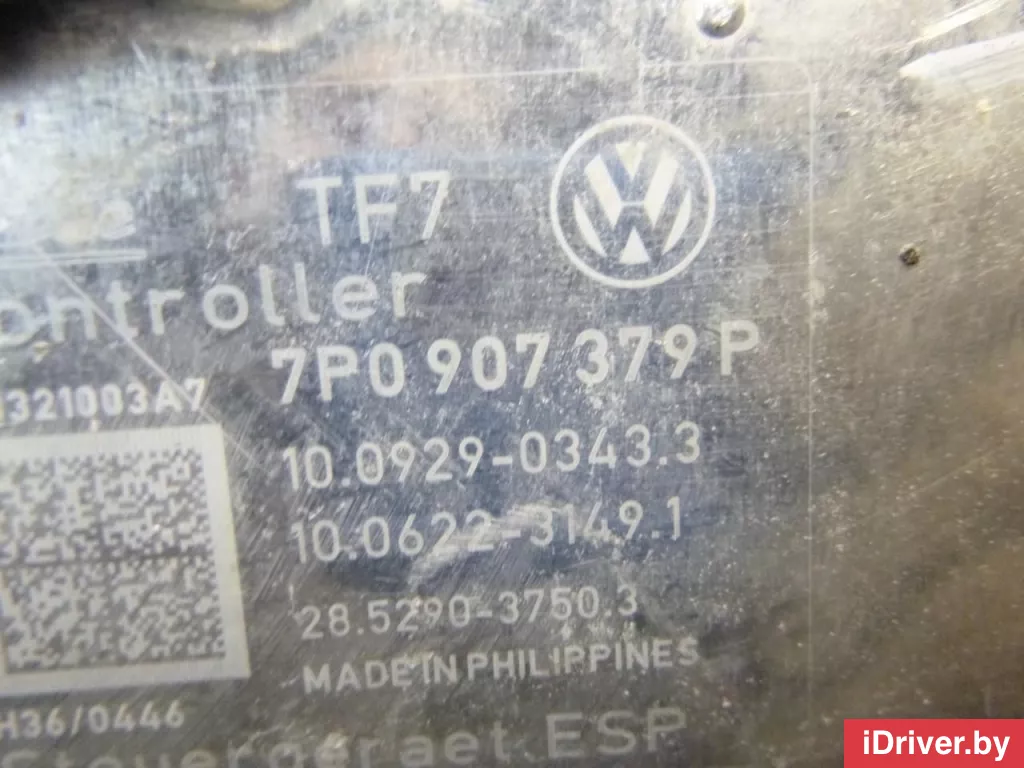 TF7
ontroller
7P0 907 379 P
1321003A7
10.0929-0343.3
10.0622-3149.1
28.5290-3750.3
MADE IN PHILIPPINES
H36/0446
Steuergeraet ESP
iDriver.by